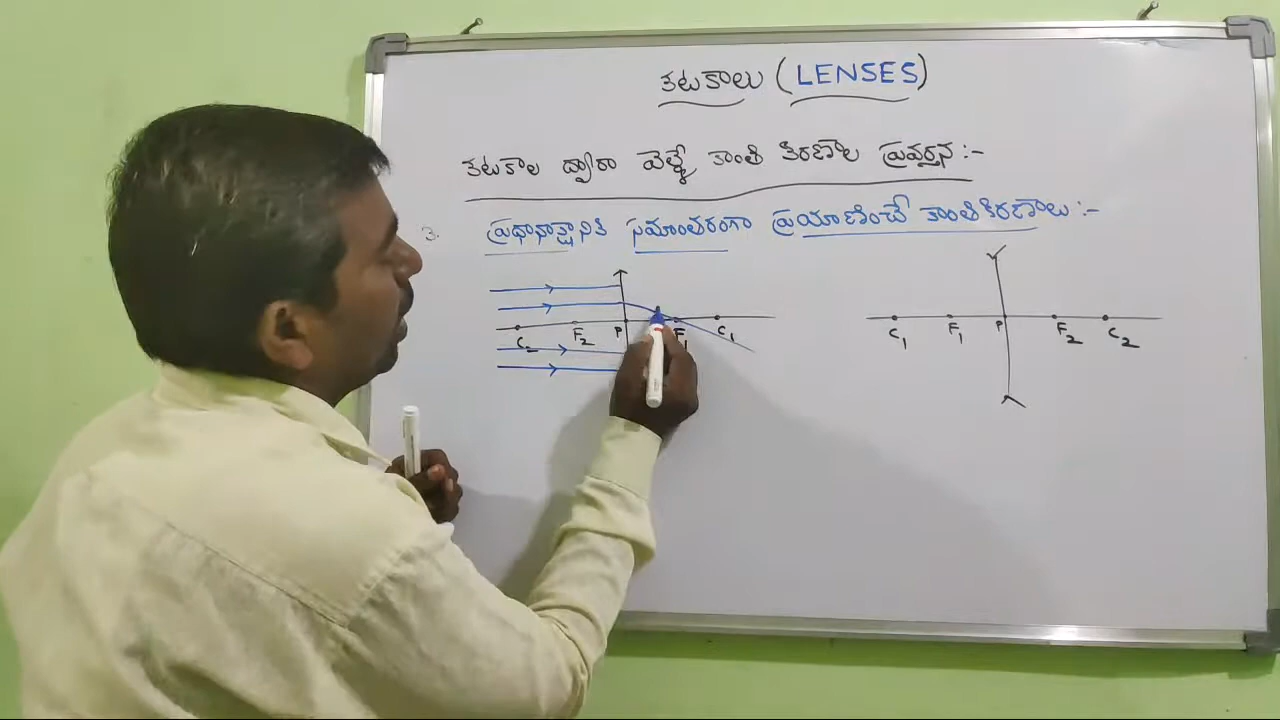 కటకాలు (LENSES)
కటకాల ద్వారా వెళ్ళే కాంతి కిరణాల ప్రవర్తన :-
3. ప్రధానాక్షానికి సమాంతరంగా ప్రయాణించే కాంతికిరణాలు :-
C2 F2 P F1 C1
C1 F1 P F2 C2